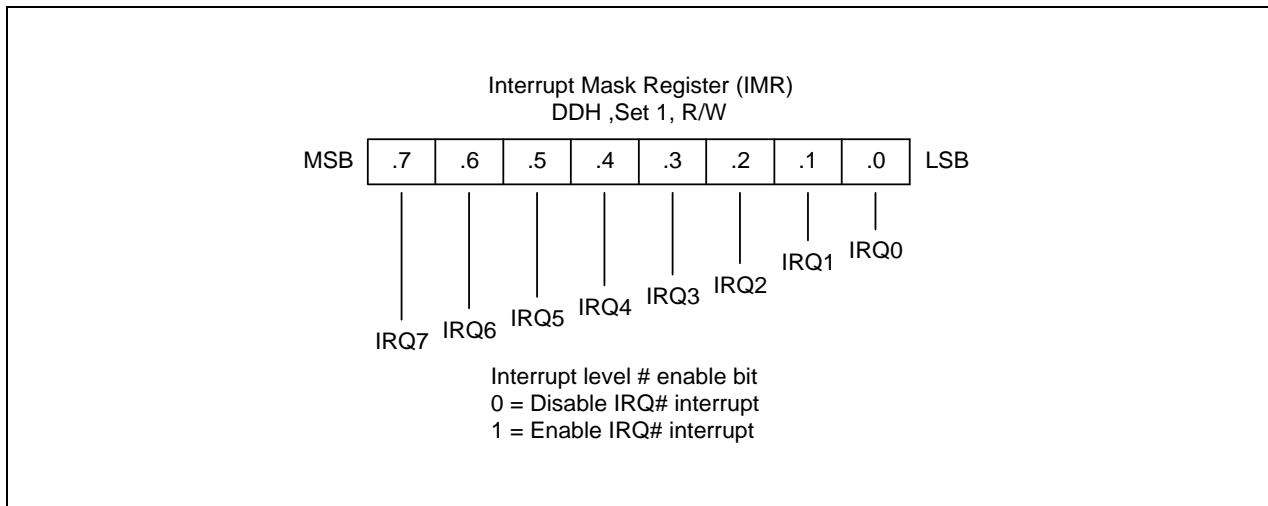 Interrupt Mask Register (IMR)
DDH ,Set 1, R/W
MSB .7 .6 .5 .4 .3 .2 .1 .0 LSB
IRQ7 IRQ6 IRQ5 IRQ4 IRQ3 IRQ2 IRQ1 IRQ0
Interrupt level # enable bit
0 = Disable IRQ# interrupt
1 = Enable IRQ# interrupt